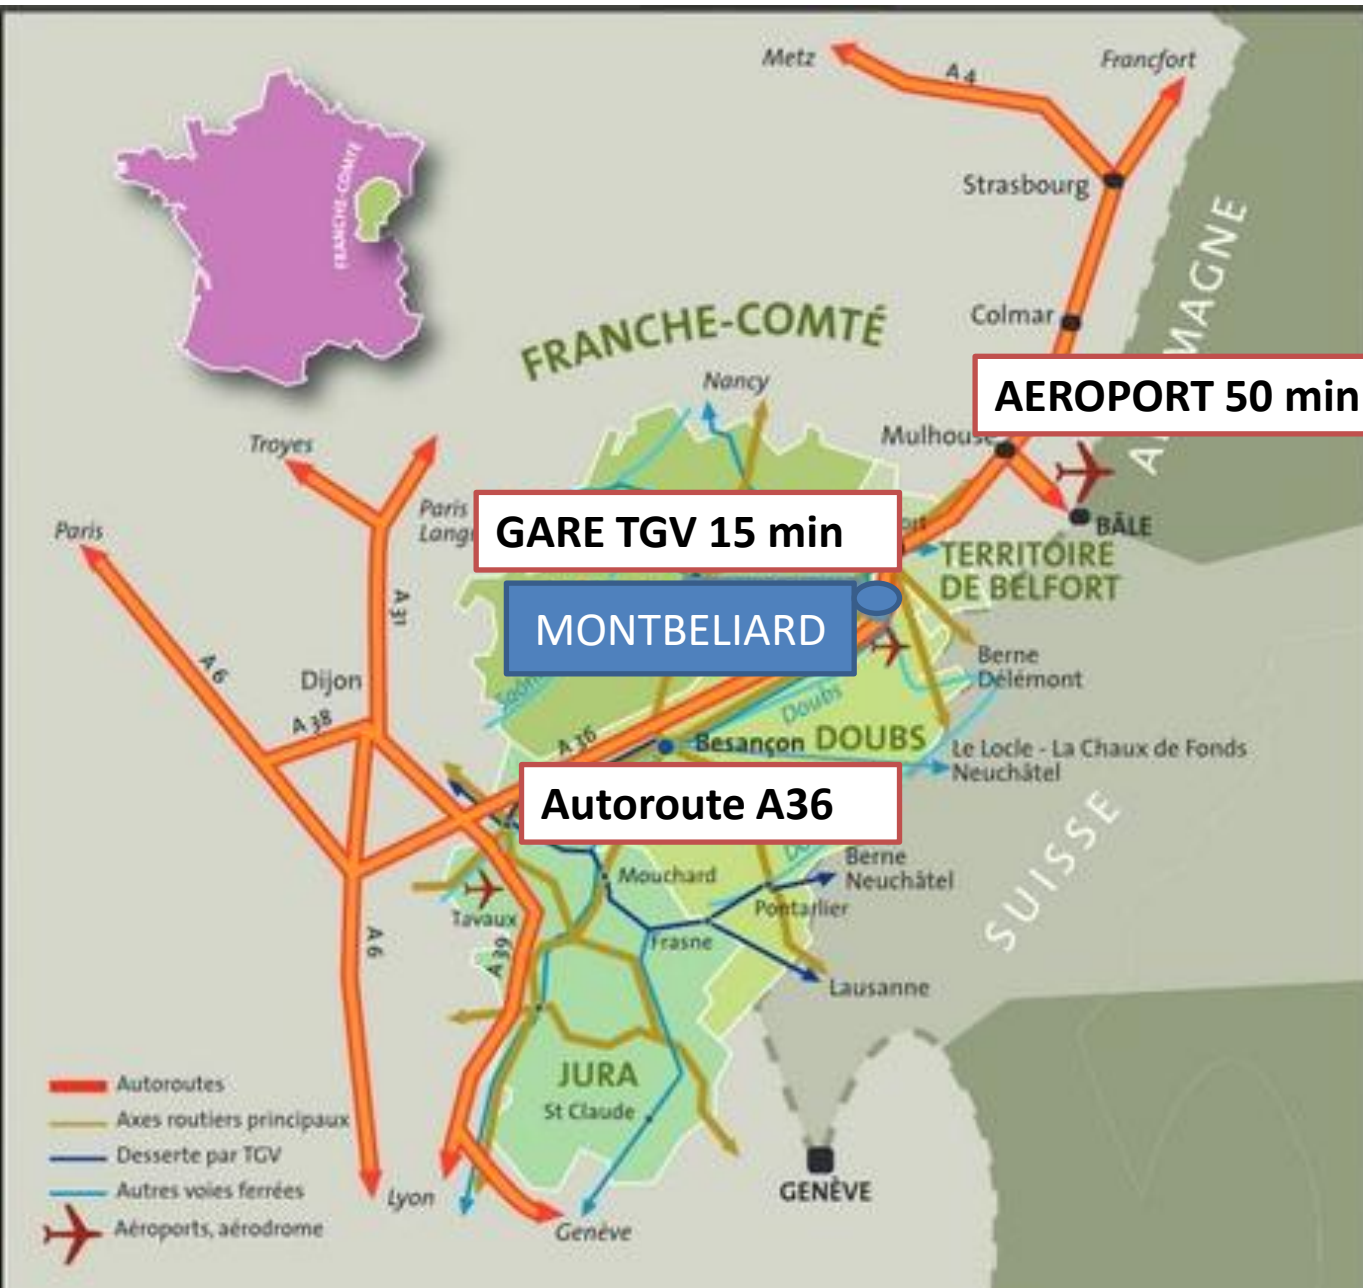 Metz
A 4
Francfort
Strasbourg
FRANCHE-COMTÉ
Colmar
FRANCHE-COMTÉ
Nancy
AEROPORT 50 min
Mulhouse
Troyes
Paris
Paris
GARE TGV 15 min
BÂLE
TERRITOIRE
DE BELFORT
A 31
MONTBELIARD
A 6
Dijon
Berne
Délémont
A 38
Doubs
A 36
Besançon
DOUBS
Le Locle - La Chaux de Fonds
Neuchâtel
Autoroute A36
SUISSE
Mouchard
Berne
Neuchâtel
Tavaux
Pontarlier
A 6
A 39
Frasne
Lausanne
JURA
St Claude
Autoroutes
Axes routiers principaux
Desserte par TGV
Autres voies ferrées
Aéroports, aérodrome
Lyon
Genève
GENÈVE